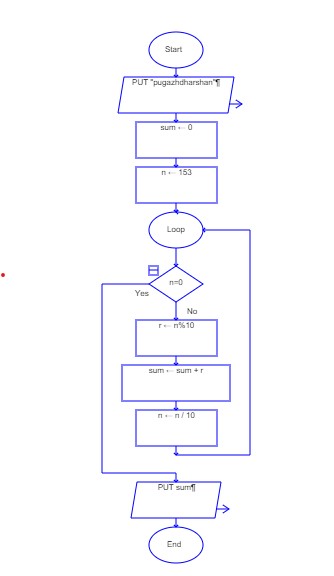 Start
PUT "pugazhdharshan"¶
sum ← 0
n ← 153
Loop
n=0
Yes
No
r ← n%10
sum ← sum + r
n ← n / 10
PUT sum¶
End